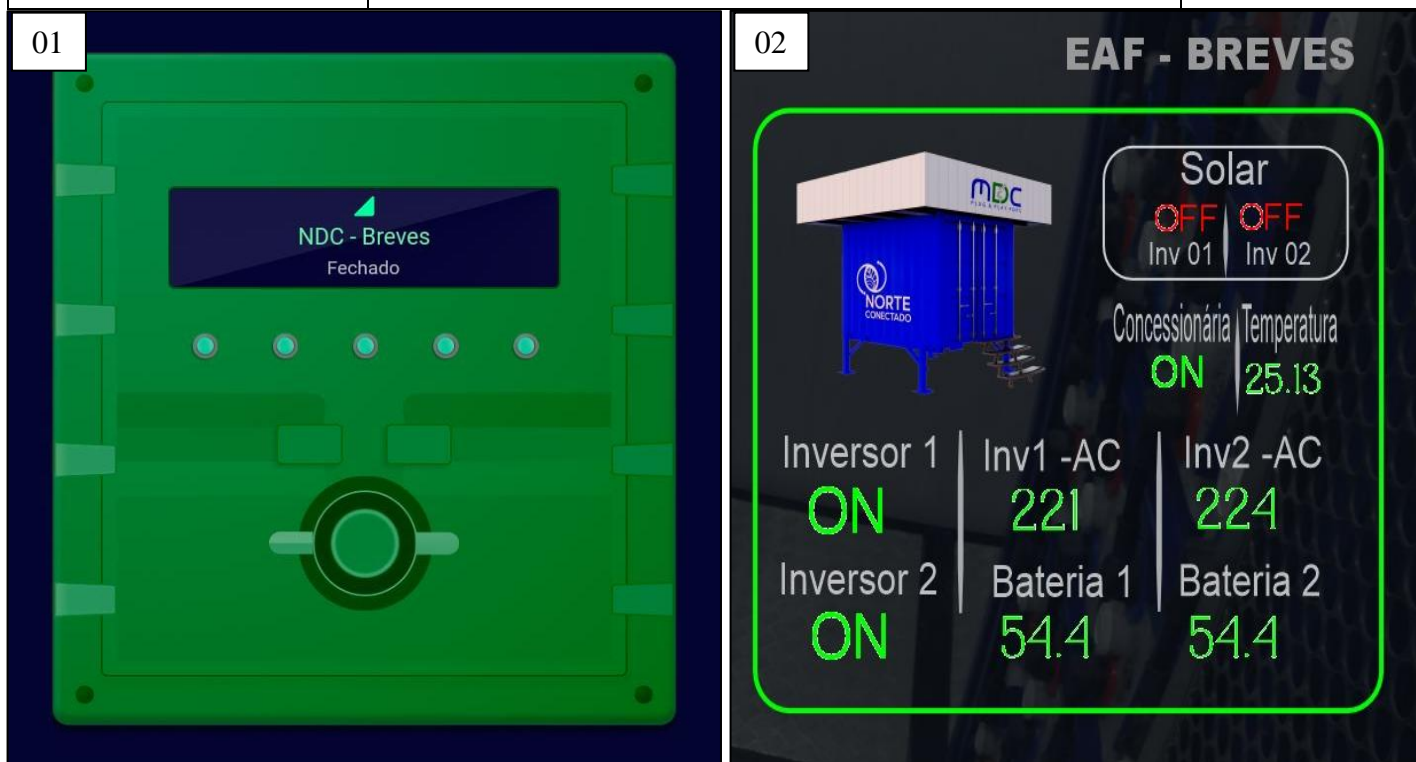 01
NDC - Breves
Fechado
02
EAF - BREVES
MDC
NORTE
CONECTADO
Solar
OFF OFF
Inv 01 Inv 02
Concessionária Temperatura
ON 25.13
Inversor 1 Inv1 -AC Inv2 -AC
ON 221 224
Inversor 2 Bateria 1 Bateria 2
ON 54.4 54.4